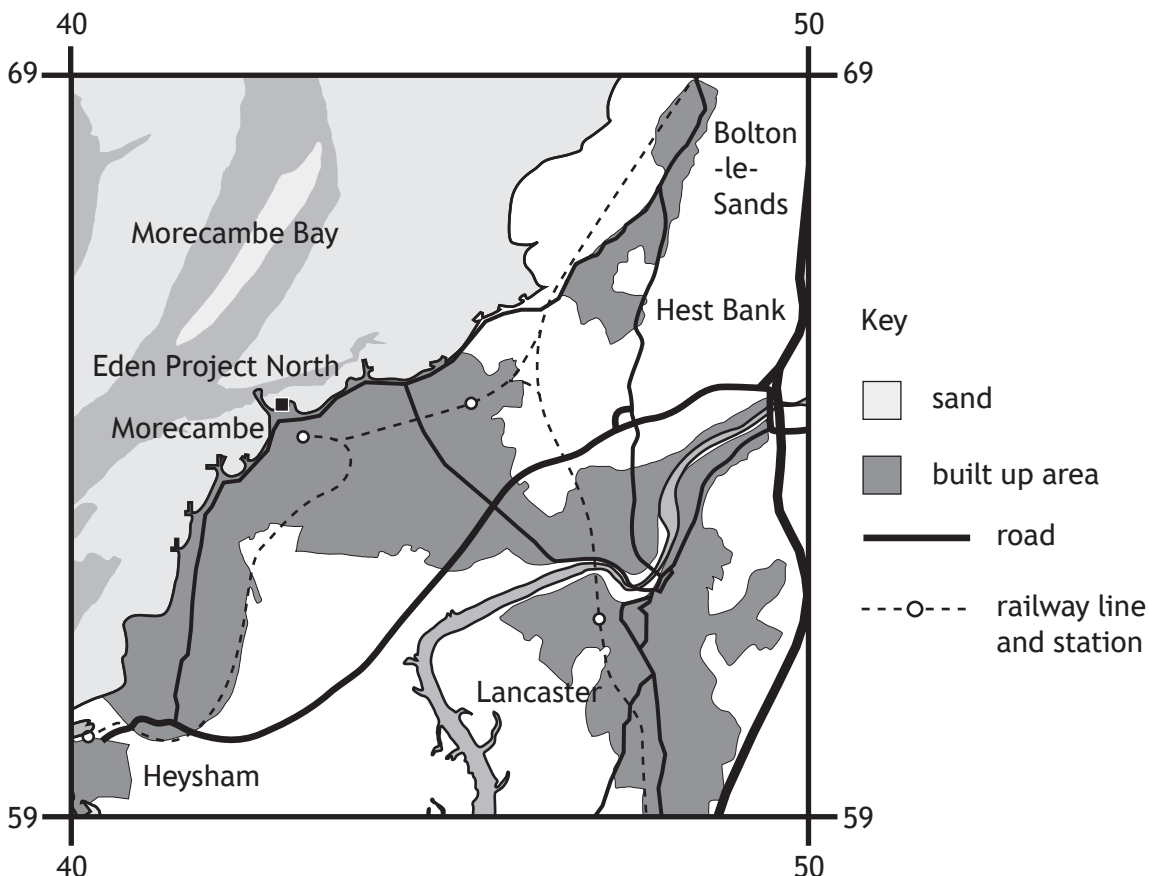 40
50
69
69
Bolton
-le-
Sands
Morecambe Bay
Hest Bank
Key
Eden Project North
sand
Morecambe
built up area
road
railway line
and station
Lancaster
Heysham
59
59
40
50